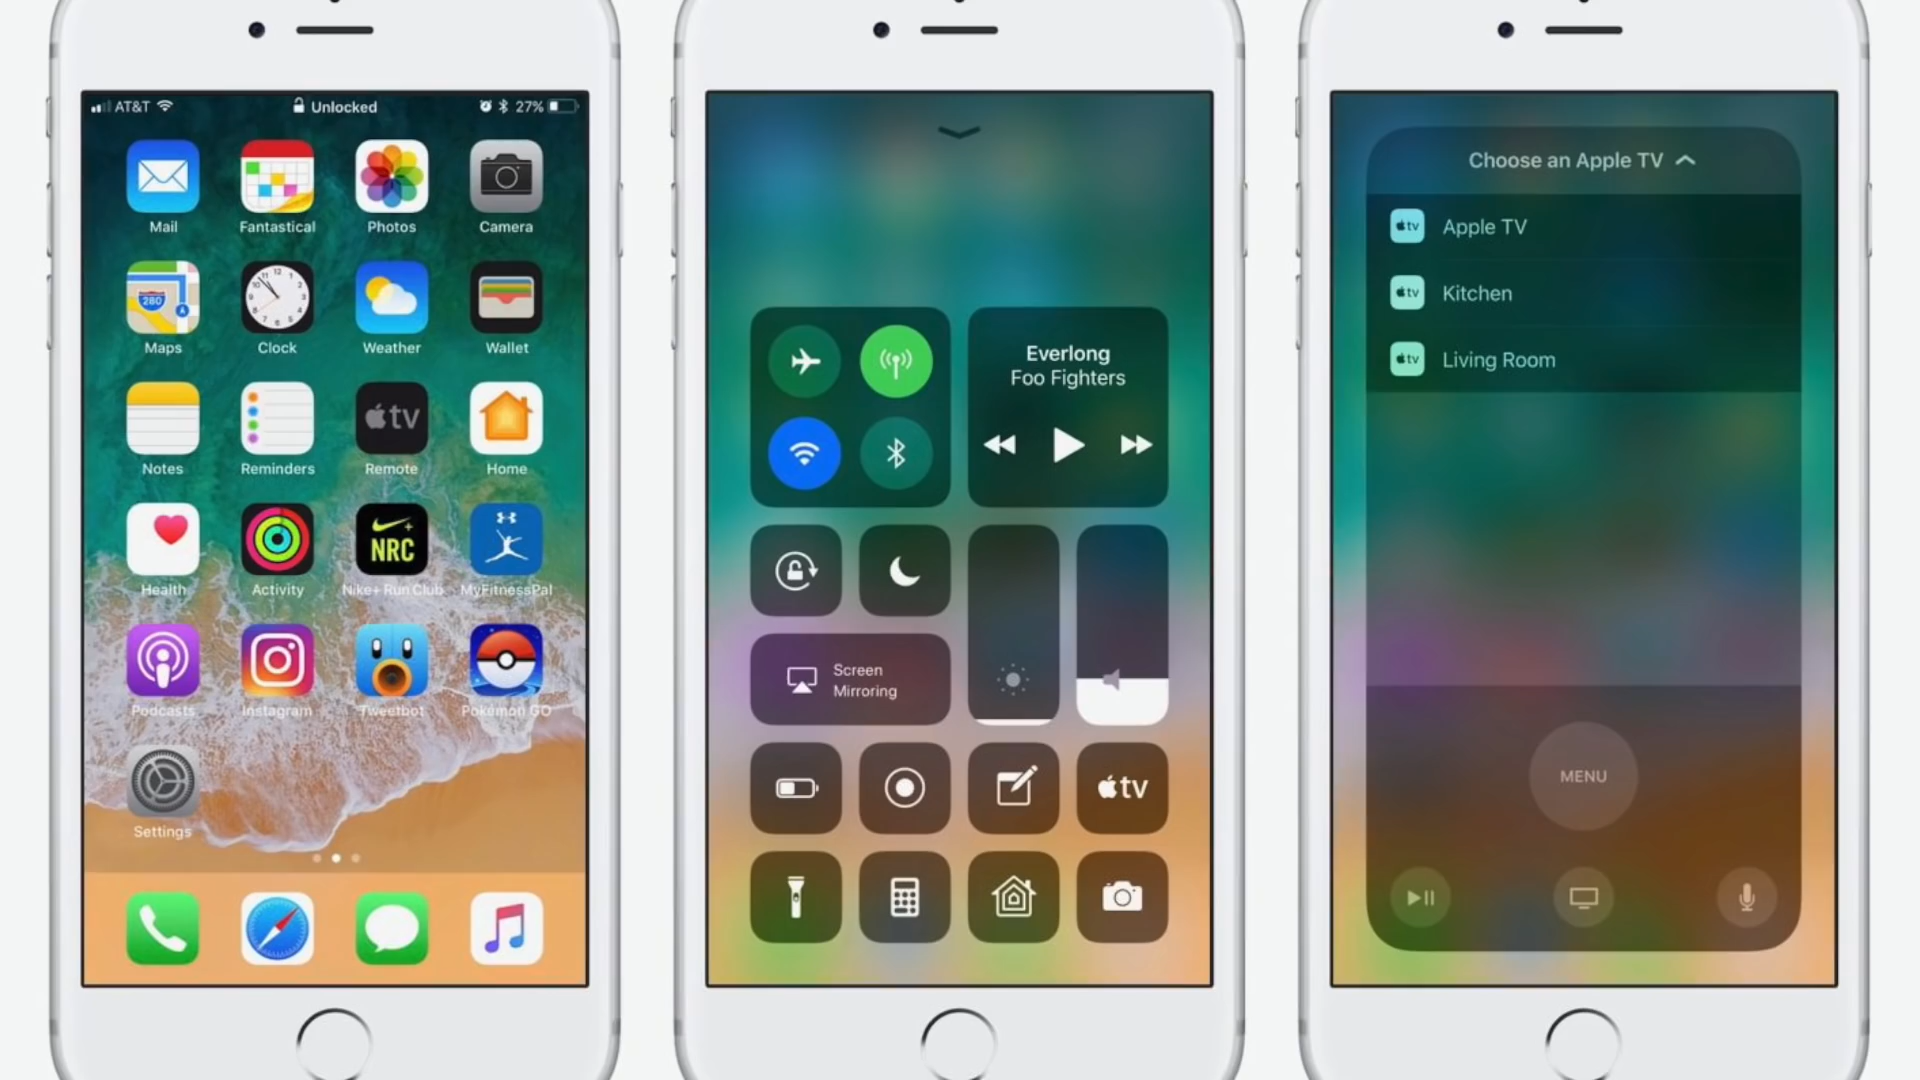 AT&T
Unlocked
27%
Mail
Fantastical
Photos
Camera
280
Maps
Clock
Weather
Wallet
tv
Notes
Reminders
Remote
Home
NRC
Health
Activity
Nike+ Run Club
MyFitnessPal
Podcasts
Instagram
Tweetbot
Pokémon GO
Settings
Everlong
Foo Fighters
Screen
Mirroring
tv
Choose an Apple TV
tv Apple TV
tv Kitchen
tv Living Room
MENU